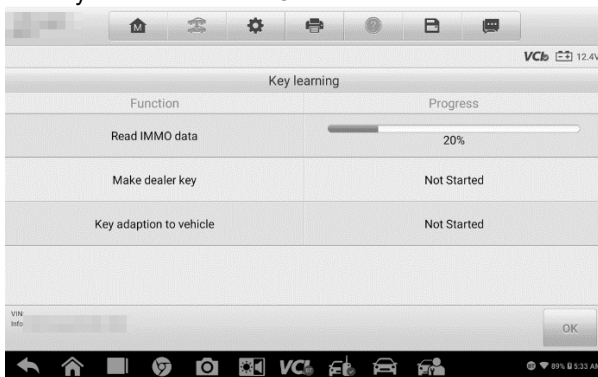 M
?
VCI 12.4V
Key learning
Function Progress
Read IMMO data 20%
Make dealer key Not Started
Key adaption to vehicle Not Started
VIN:
Info
OK
VCI 89% 5:33 AM